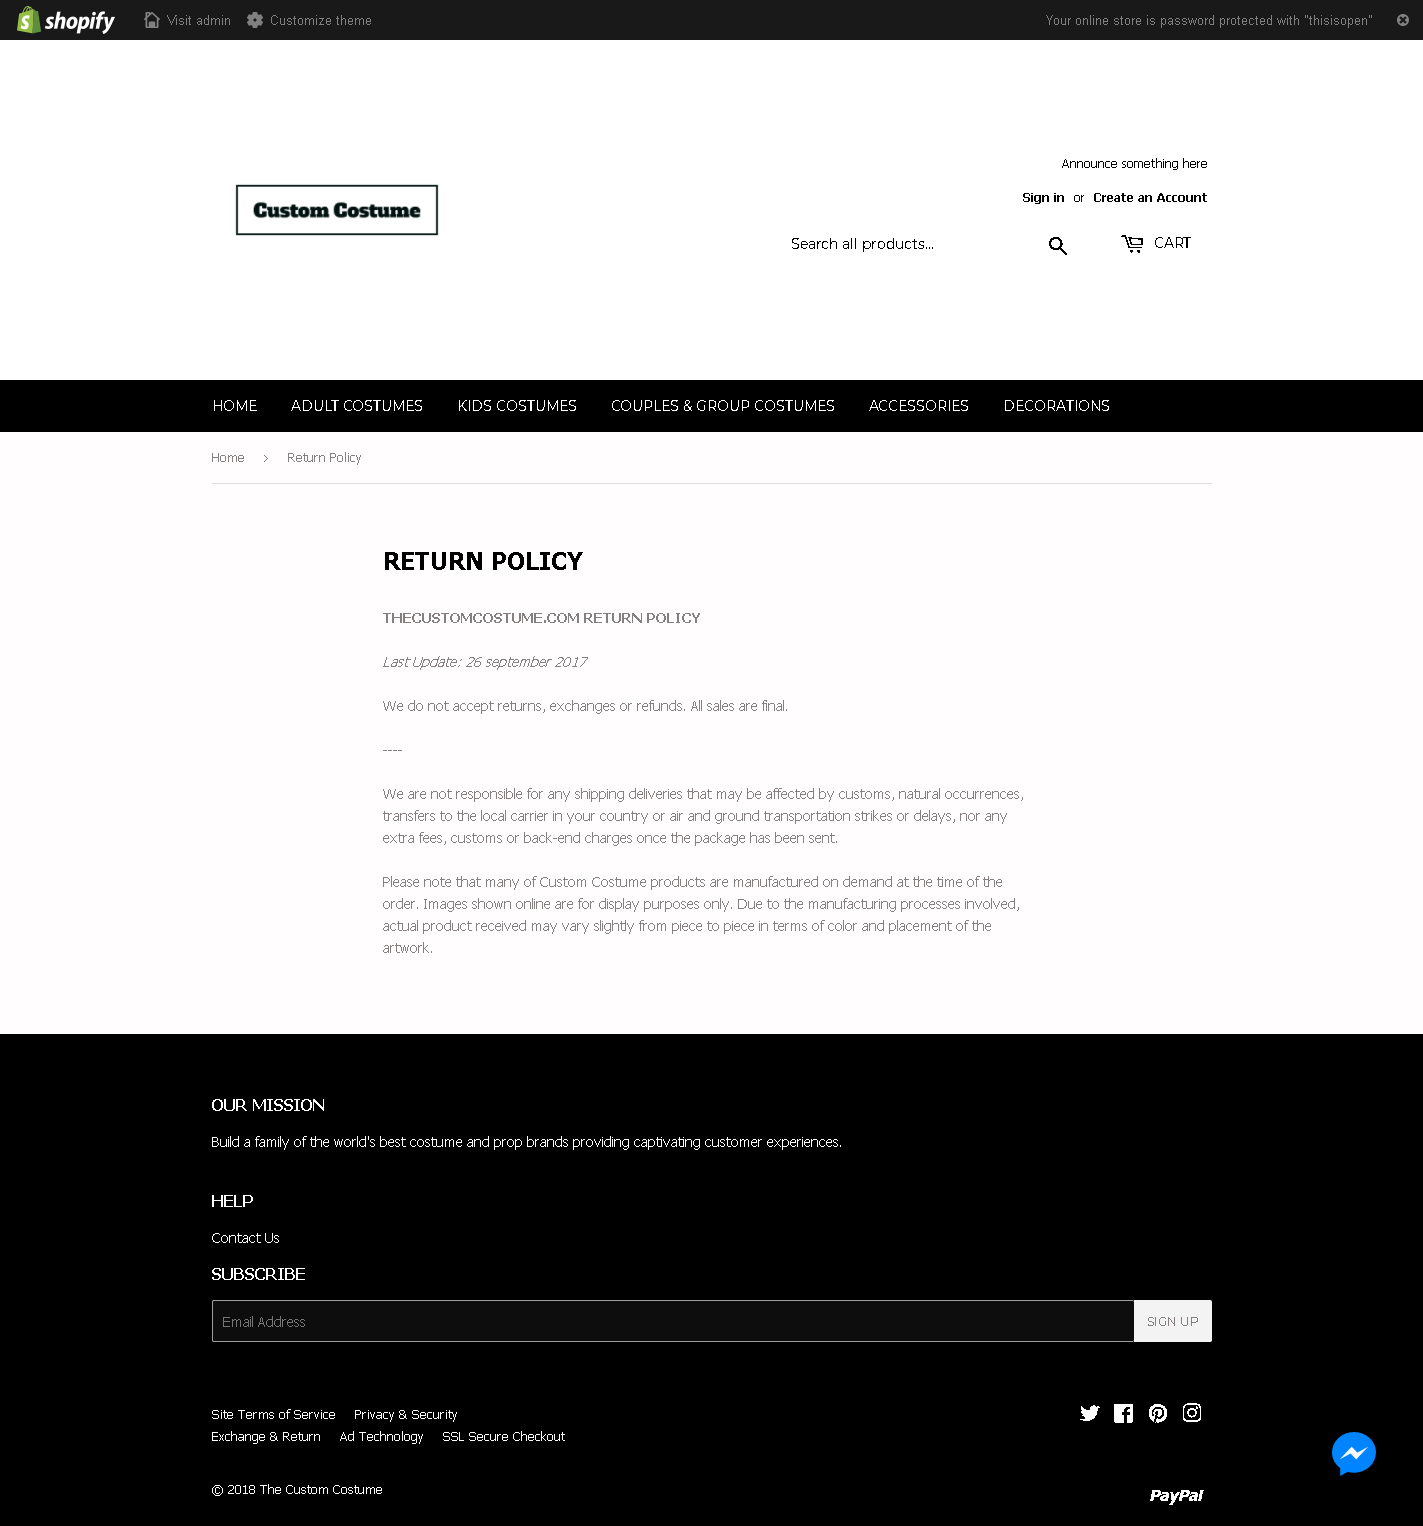 shopify Visit admin Customize theme Your online store is password protected with "thisisopen"
Announce something here
Custom Costume
Sign in or Create an Account
Search all products...
CART
HOME ADULT COSTUMES KIDS COSTUMES COUPLES & GROUP COSTUMES ACCESSORIES DECORATIONS
Home › Return Policy
RETURN POLICY
THECUSTOMCOSTUME.COM RETURN POLICY
Last Update: 26 september 2017
We do not accept returns, exchanges or refunds. All sales are final.
----
We are not responsible for any shipping deliveries that may be affected by customs, natural occurrences,
transfers to the local carrier in your country or air and ground transportation strikes or delays, nor any
extra fees, customs or back-end charges once the package has been sent.
Please note that many of Custom Costume products are manufactured on demand at the time of the
order. Images shown online are for display purposes only. Due to the manufacturing processes involved,
actual product received may vary slightly from piece to piece in terms of color and placement of the
artwork.
OUR MISSION
Build a family of the world's best costume and prop brands providing captivating customer experiences.
HELP
Contact Us
SUBSCRIBE
Email Address SIGN UP
Site Terms of Service Privacy & Security
Exchange & Return Ad Technology SSL Secure Checkout
© 2018 The Custom Costume
PayPal